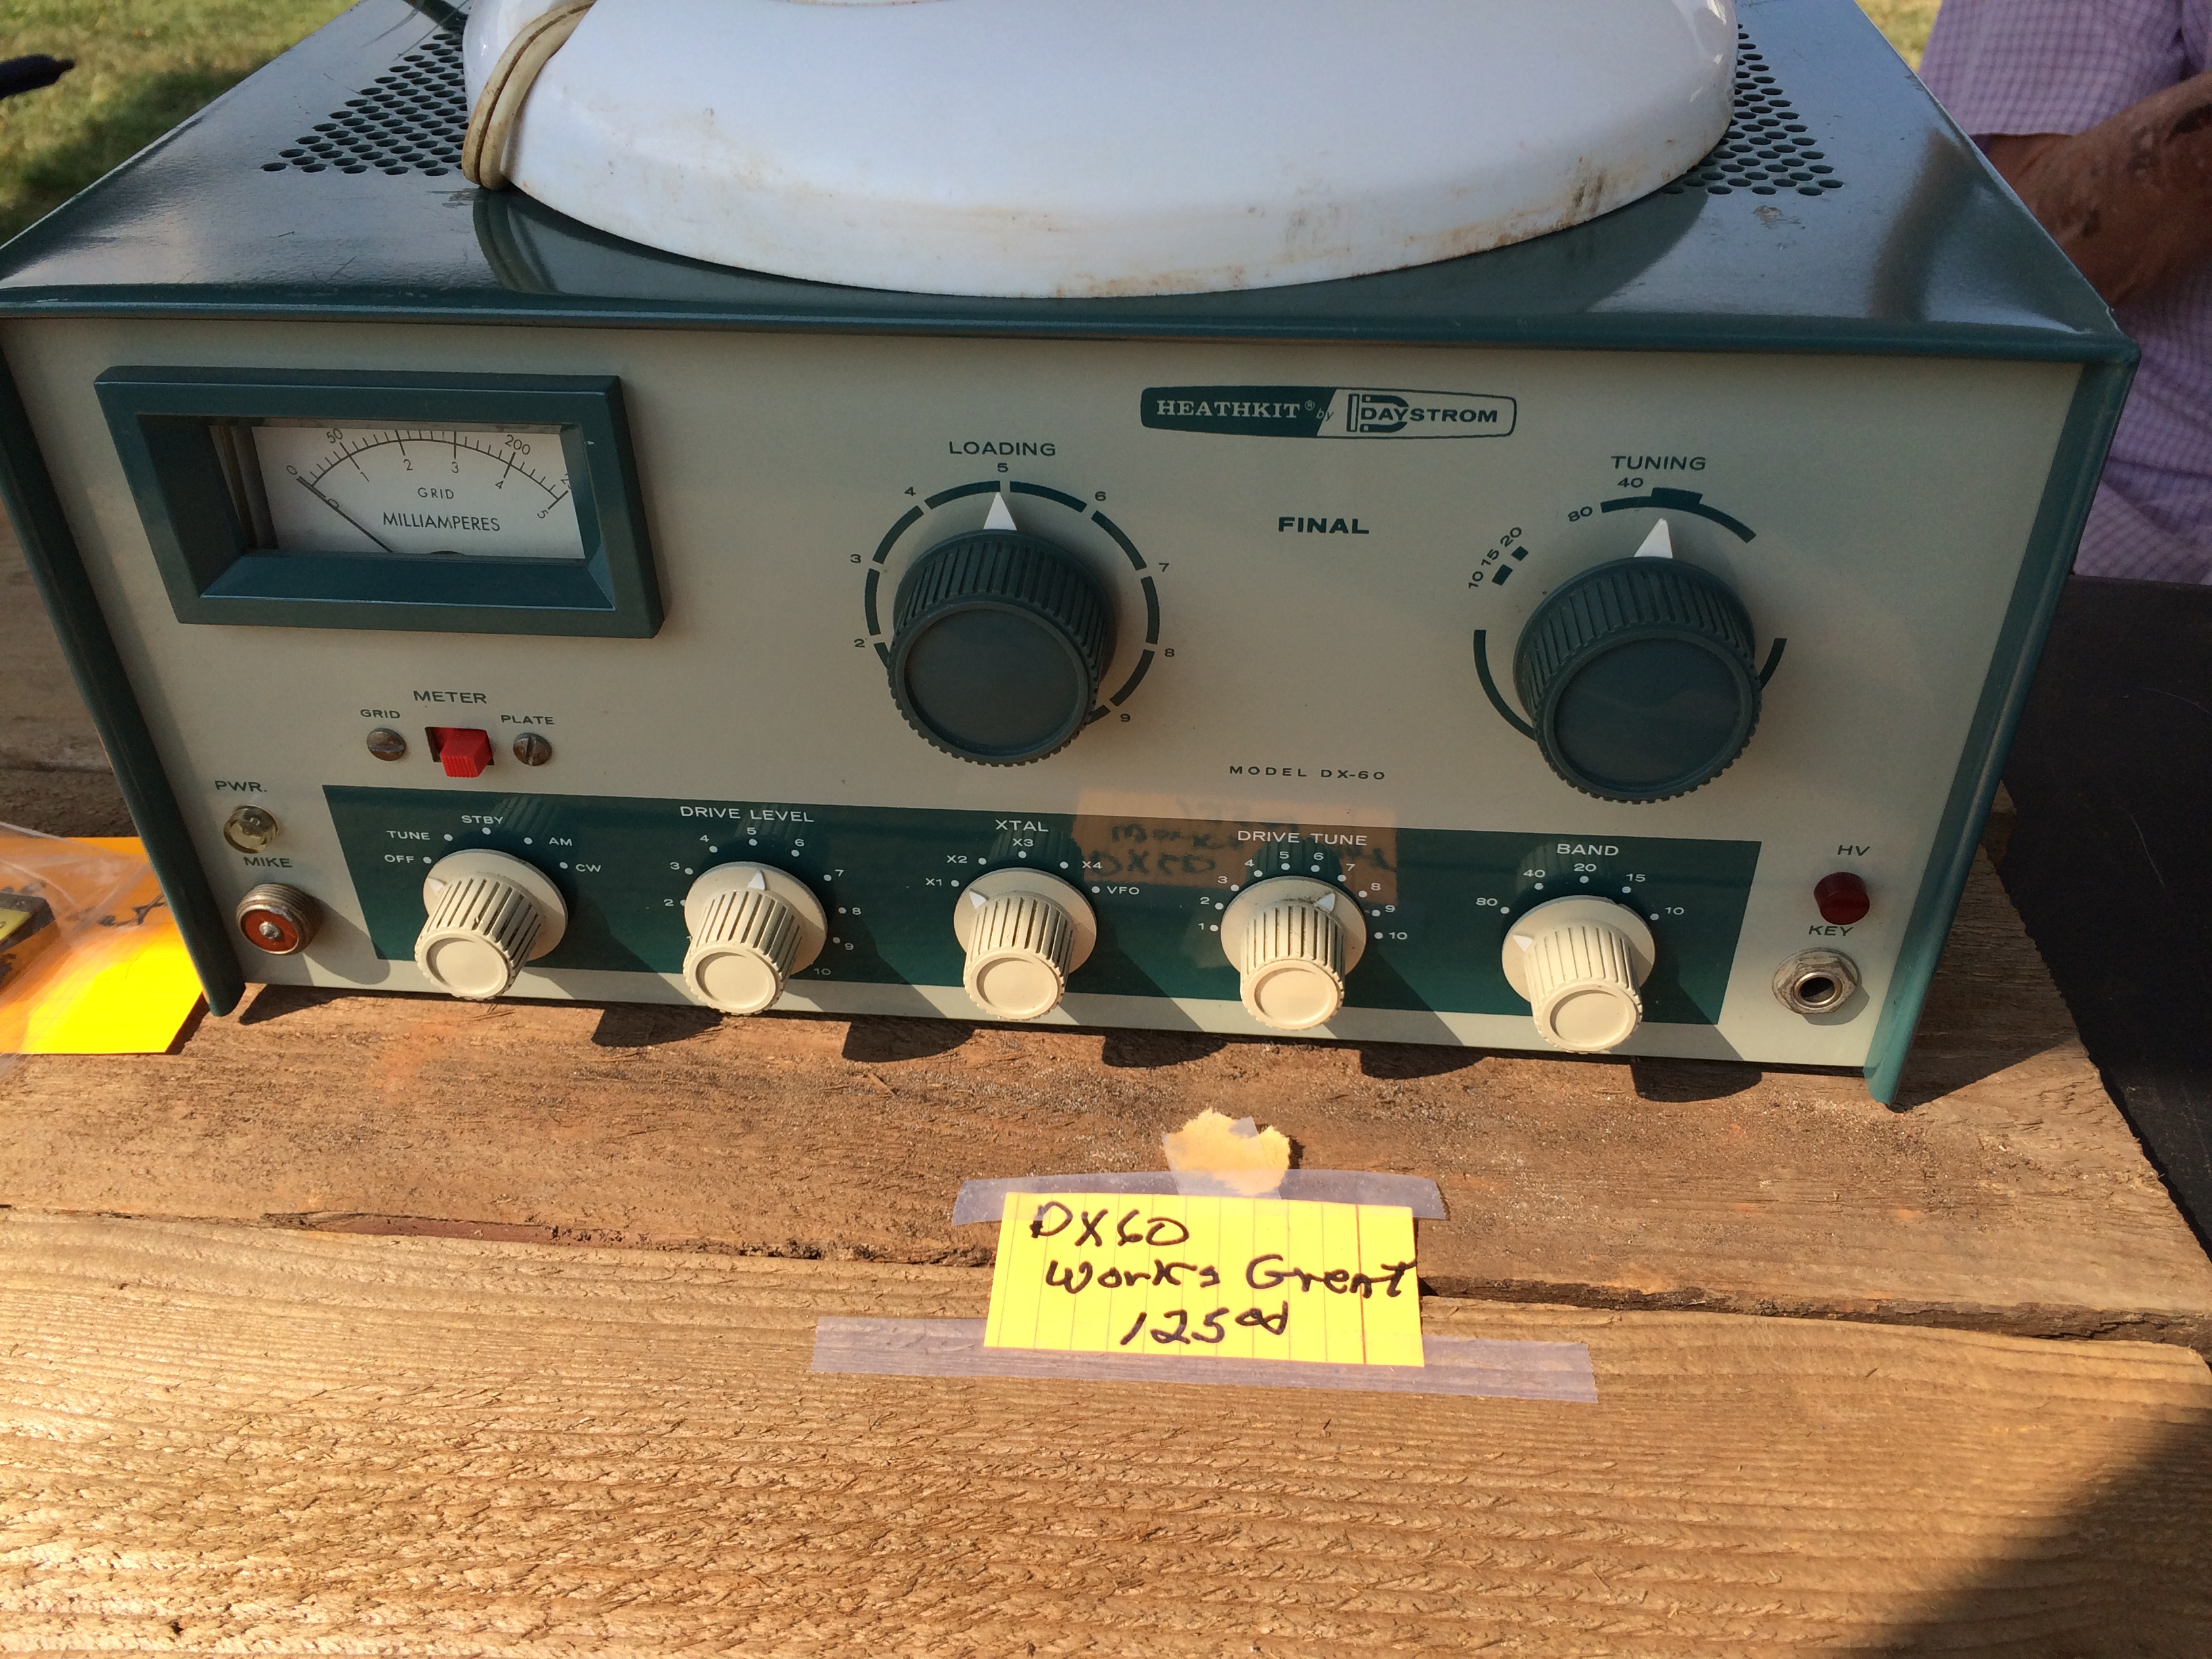 HEATHKIT® by DAYSTROM
LOADING
2 3 4 5 6 7 8 9
FINAL
TUNING
10 15 20 80 40
0 50 200
0 1 2 3 4 5
GRID
MILLIAMPERES
METER
GRID PLATE
MODEL DX-60
PWR.
MIKE
OFF TUNE STBY AM CW
DRIVE LEVEL
2 3 4 5 6 7 8 9 10
XTAL
X1 X2 X3 X4 VFO
DRIVE TUNE
1 2 3 4 5 6 7 8 9 10
BAND
80 40 20 15 10
HV
KEY
DX60
Works Great
125